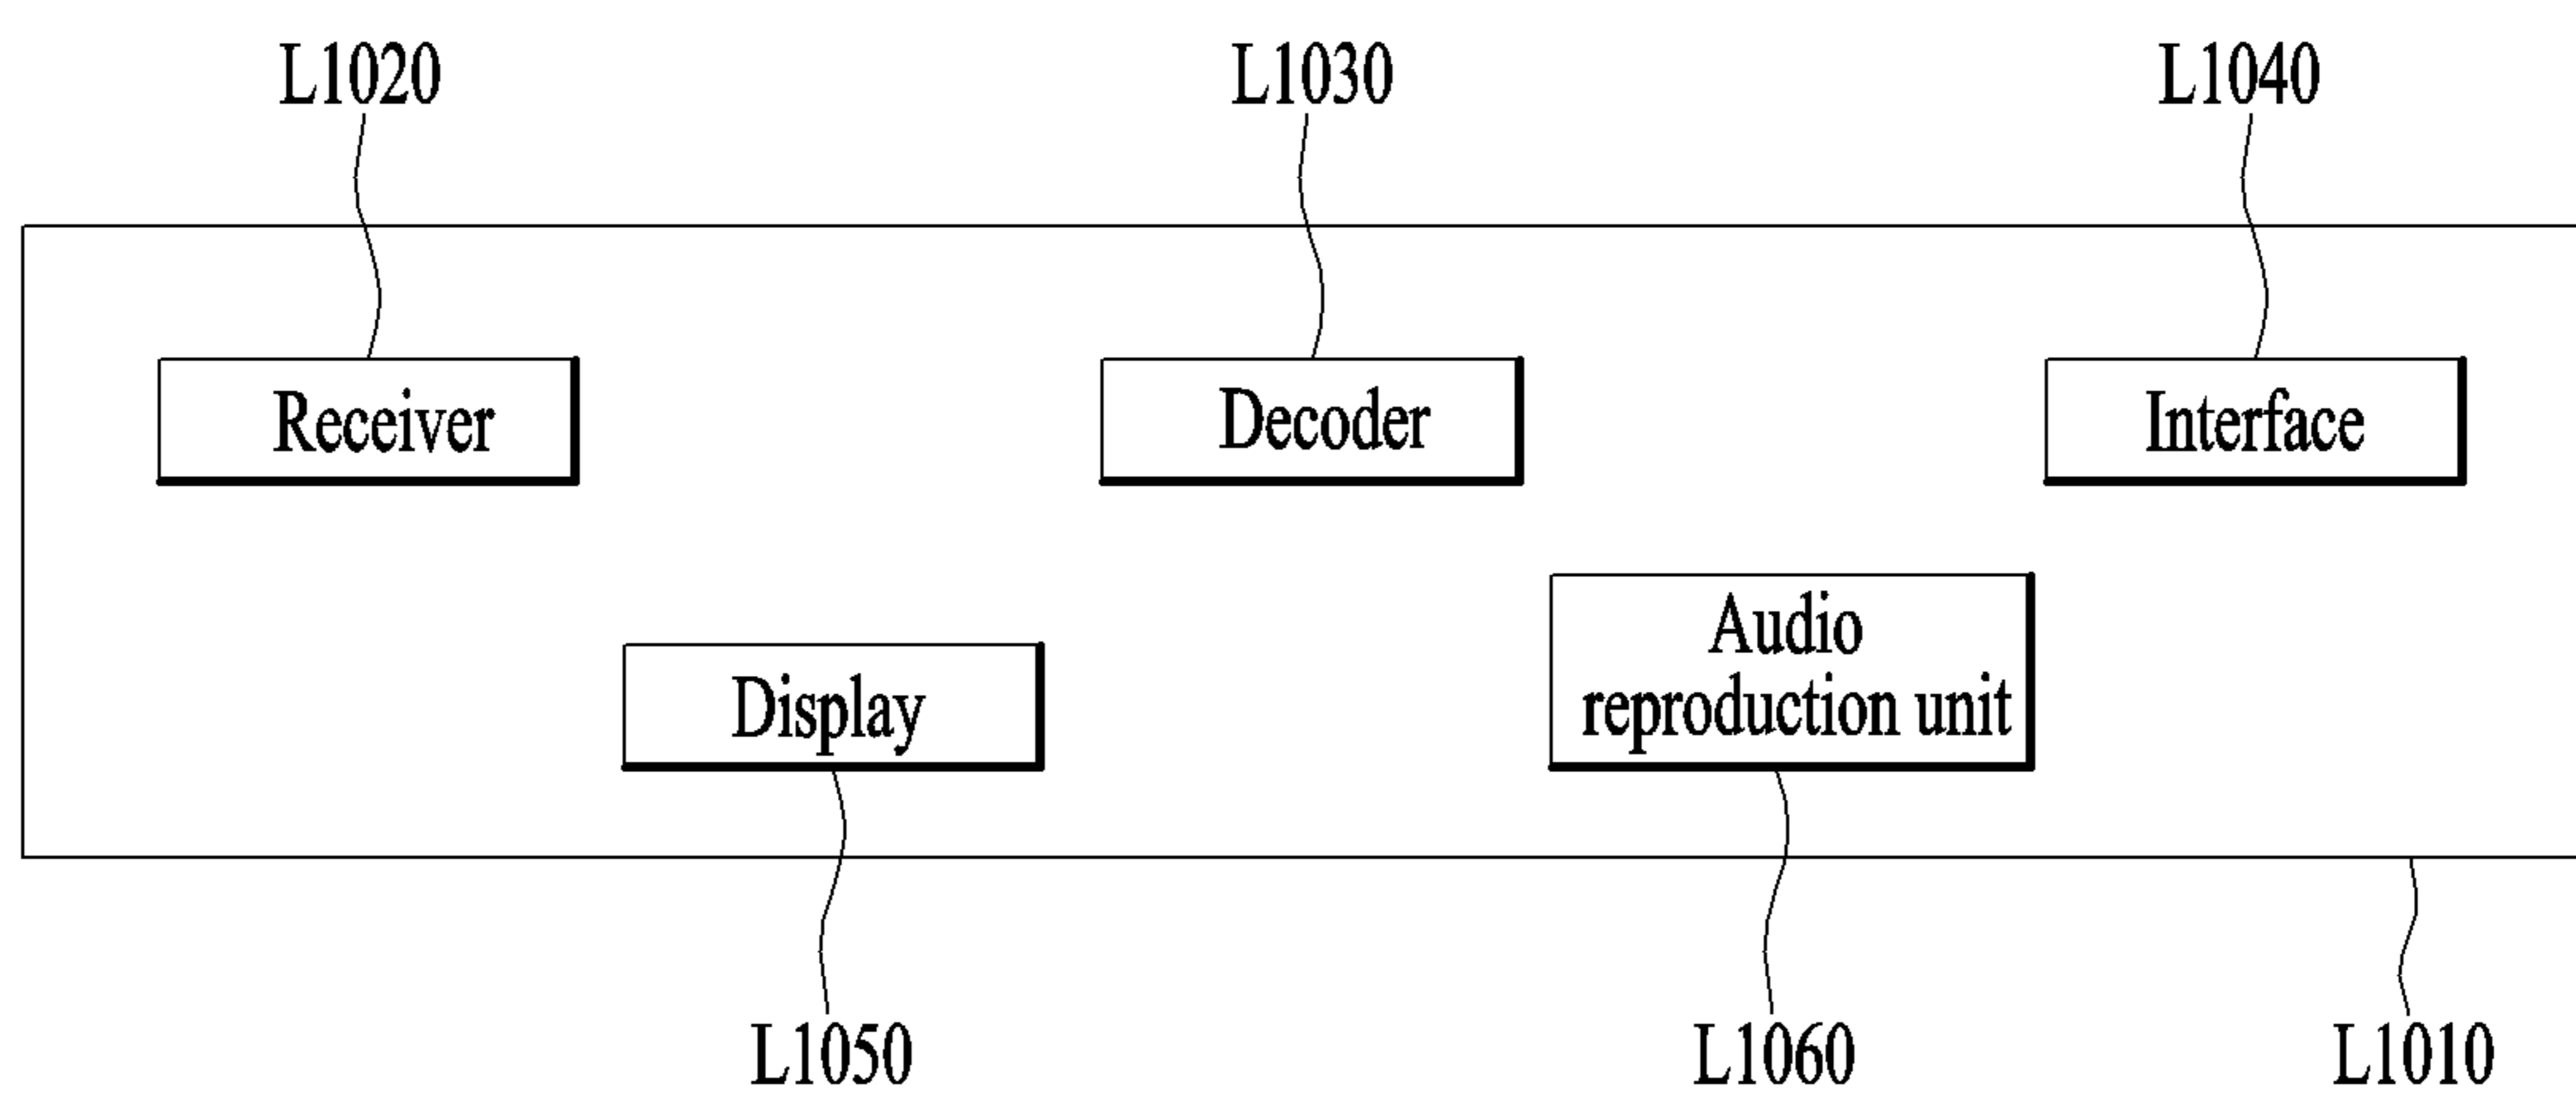 L1020
L1030
L1040
Receiver
Decoder
Interface
Display
Audio
reproduction unit
L1050
L1060
L1010